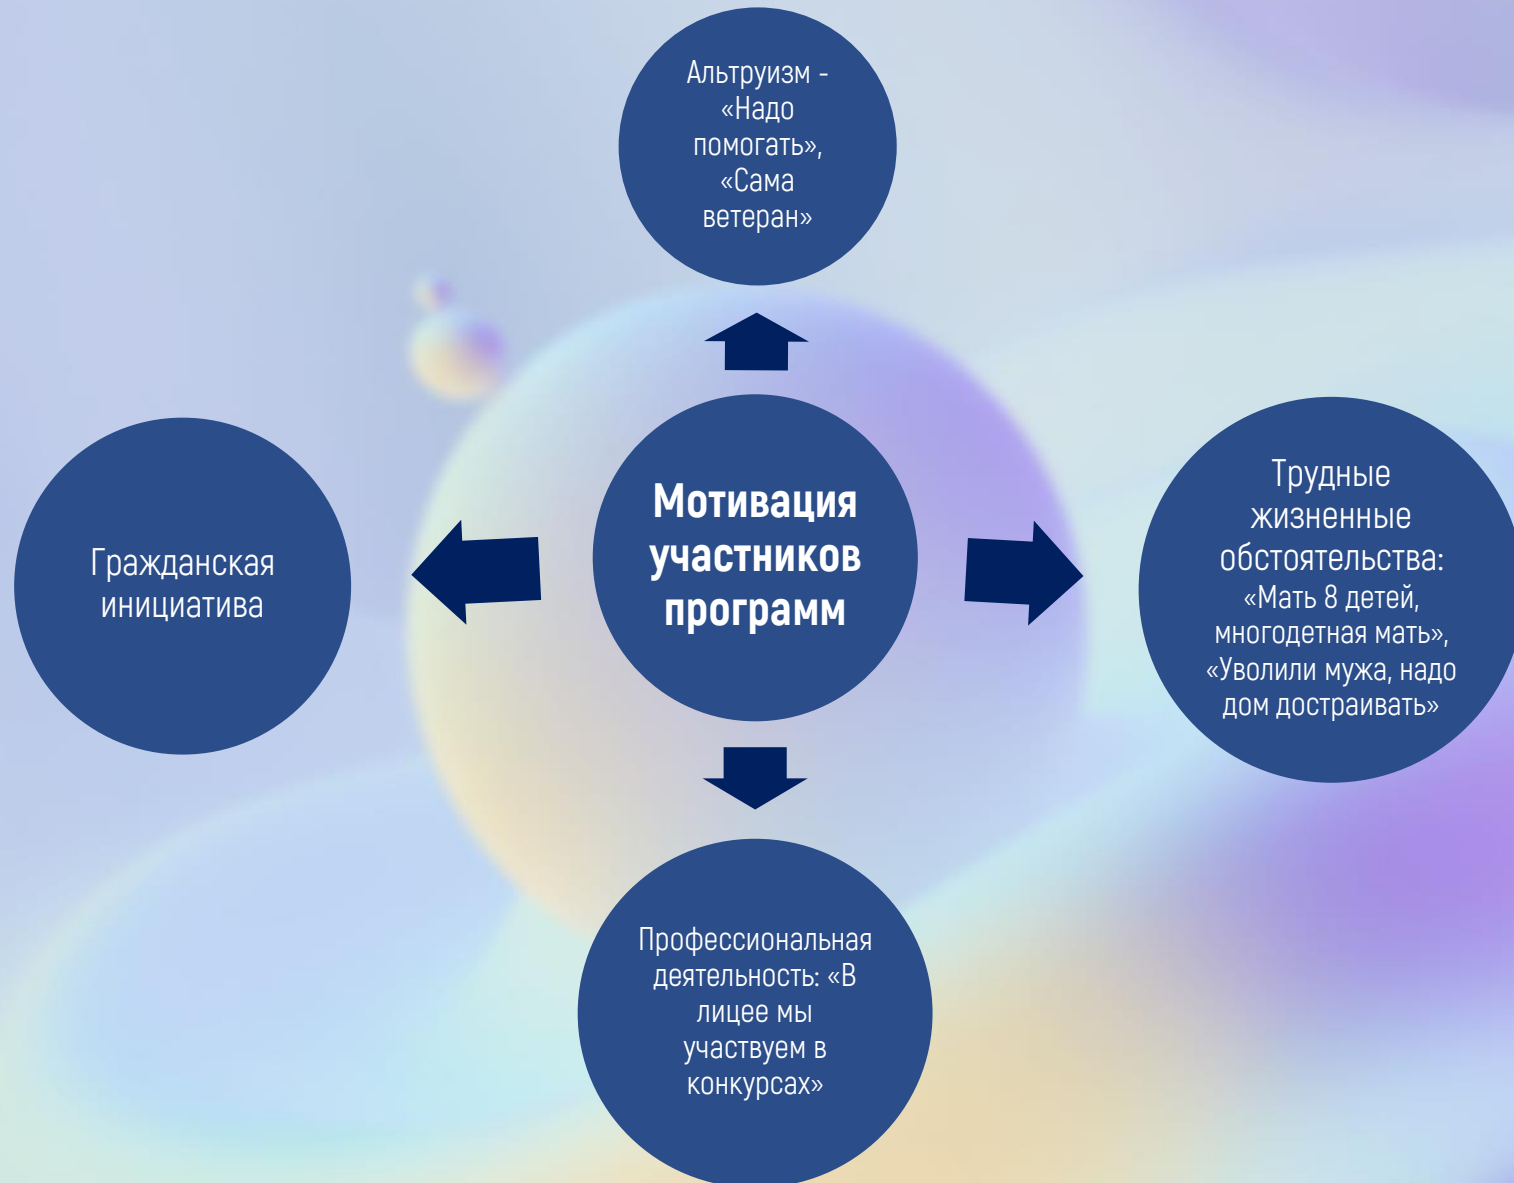 Альтруизм -
«Надо
помогать»,
«Сама
ветеран»
Гражданская
инициатива
Мотивация
участников
программ
Трудные
жизненные
обстоятельства:
«Мать 8 детей,
многодетная мать»,
«Уволили мужа, надо
дом достраивать»
Профессиональная
деятельность: «В
лицее мы
участвуем в
конкурсах»